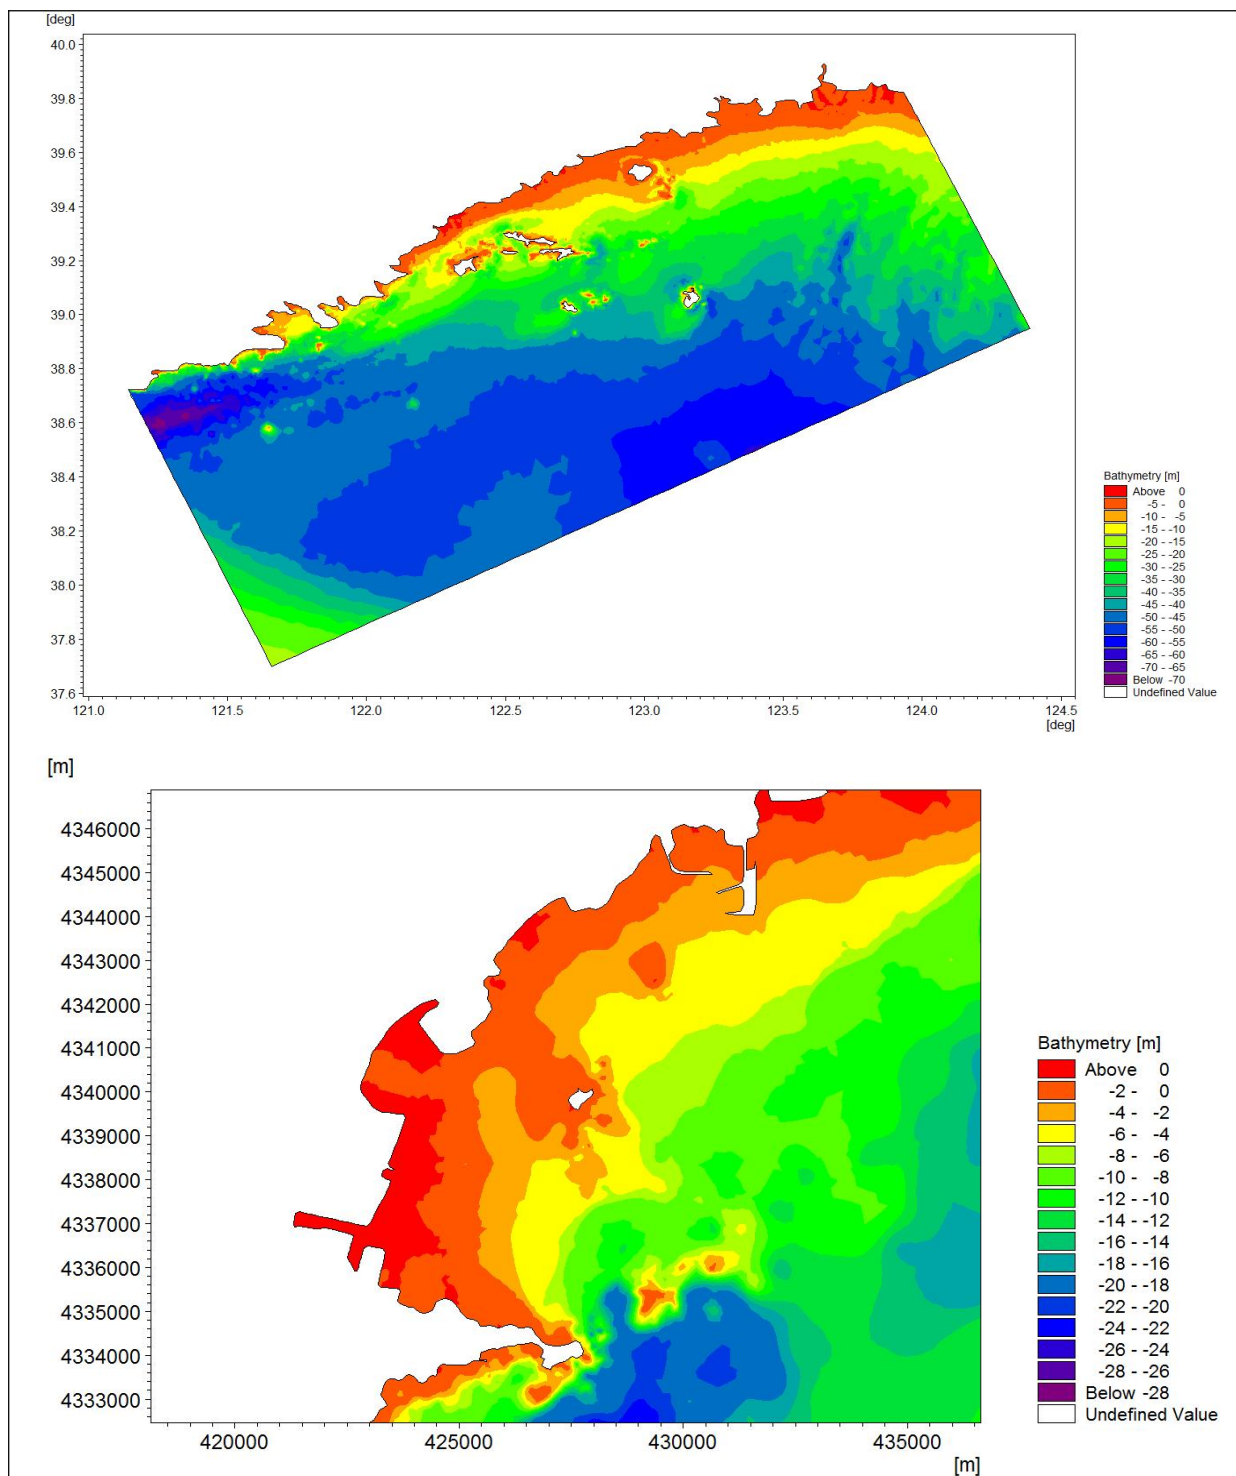 [deg]
40.0
39.8
39.6
39.4
39.2
39.0
38.8
38.6
38.4
38.2
38.0
37.8
37.6
121.0 121.5 122.0 122.5 123.0 123.5 124.0 124.5
[deg]
Bathymetry [m]
Above 0
-5 - 0
-10 - -5
-15 - -10
-20 - -15
-25 - -20
-30 - -25
-35 - -30
-40 - -35
-45 - -40
-50 - -45
-55 - -50
-60 - -55
-65 - -60
-70 - -65
Below -70
Undefined Value
[m]
4346000
4345000
4344000
4343000
4342000
4341000
4340000
4339000
4338000
4337000
4336000
4335000
4334000
4333000
420000 425000 430000 435000
[m]
Bathymetry [m]
Above 0
-2 - 0
-4 - -2
-6 - -4
-8 - -6
-10 - -8
-12 - -10
-14 - -12
-16 - -14
-18 - -16
-20 - -18
-22 - -20
-24 - -22
-26 - -24
-28 - -26
Below -28
Undefined Value